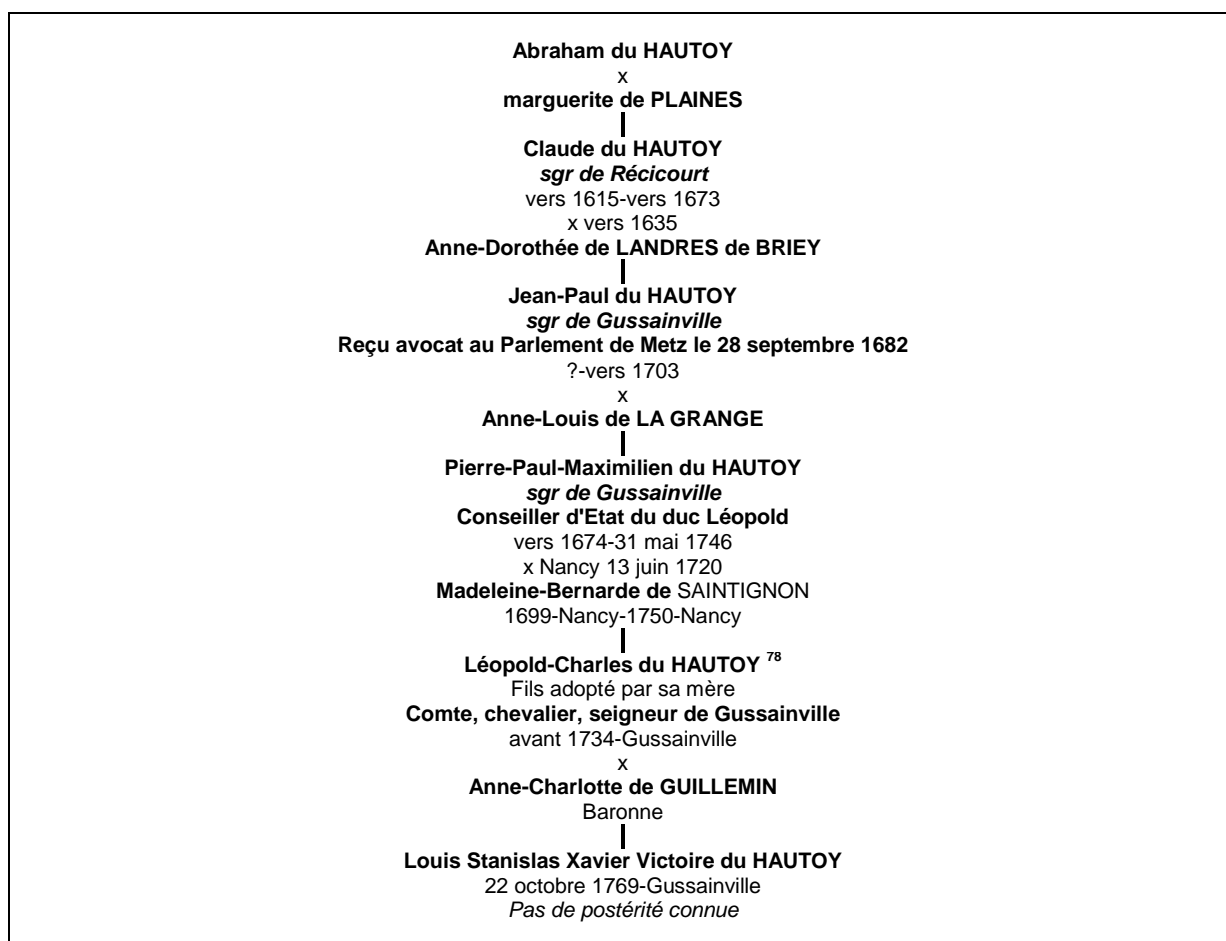 Abraham du HAUTOY
x
marguerite de PLAINES
Claude du HAUTOY
sgr de Récicourt
vers 1615-vers 1673
x vers 1635
Anne-Dorothée de LANDRES de BRIEY
Jean-Paul du HAUTOY
sgr de Gussainville
Reçu avocat au Parlement de Metz le 28 septembre 1682
?-vers 1703
x
Anne-Louis de LA GRANGE
Pierre-Paul-Maximilien du HAUTOY
sgr de Gussainville
Conseiller d'Etat du duc Léopold
vers 1674-31 mai 1746
x Nancy 13 juin 1720
Madeleine-Bernarde de SAINTIGNON
1699-Nancy-1750-Nancy
Léopold-Charles du HAUTOY 78
Fils adopté par sa mère
Comte, chevalier, seigneur de Gussainville
avant 1734-Gussainville
x
Anne-Charlotte de GUILLEMIN
Baronne
Louis Stanislas Xavier Victoire du HAUTOY
22 octobre 1769-Gussainville
Pas de postérité connue